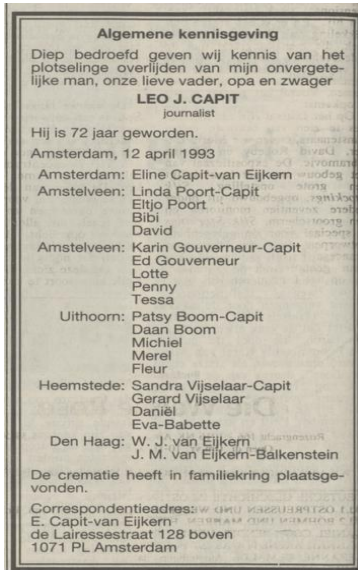 Algemene kennisgeving
Diep bedroefd geven wij kennis van het
plotselinge overlijden van mijn onvergete-
lijke man, onze lieve vader, opa en zwager
LEO J. CAPIT
journalist
Hij is 72 jaar geworden.
Amsterdam, 12 april 1993
Amsterdam: Eline Capit-van Eijkern
Amstelveen: Linda Poort-Capit
Eltjo Poort
Bibi
David
Amstelveen: Karin Gouverneur-Capit
Ed Gouverneur
Lotte
Penny
Tessa
Uithoorn: Patsy Boom-Capit
Daan Boom
Michiel
Merel
Fleur
Heemstede: Sandra Vijselaar-Capit
Gerard Vijselaar
Daniël
Eva-Babette
Den Haag: W. J. van Eijkern
J. M. van Eijkern-Balkenstein
De crematie heeft in familiekring plaatsge-
vonden.
Correspondentieadres:
E. Capit-van Eijkern
de Lairessestraat 128 boven
1071 PL Amsterdam